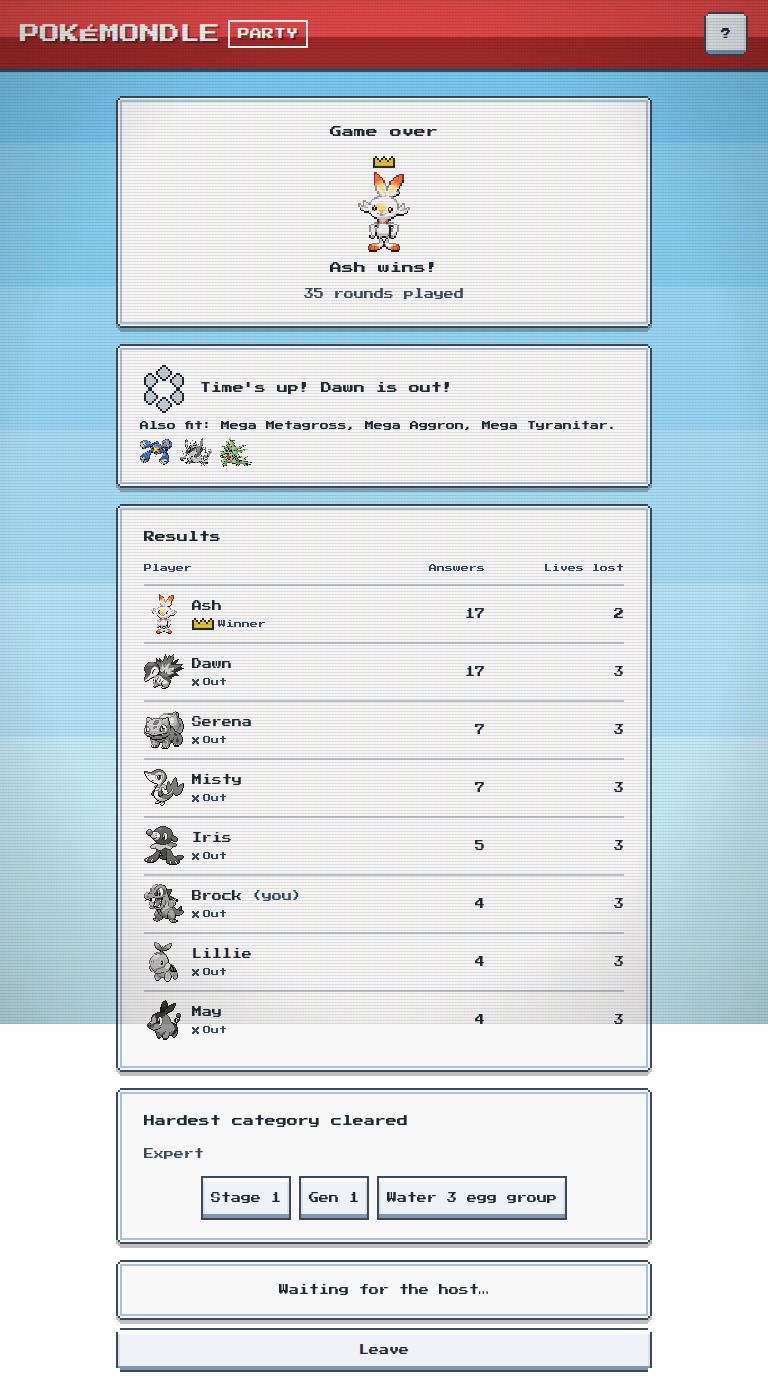 POKéMONDLE PARTY ?
Game over
Ash wins!
35 rounds played
Time's up! Dawn is out!
Also fit: Mega Metagross, Mega Aggron, Mega Tyranitar.
Results
Player Answers Lives lost
Ash 17 2
Winner
Dawn 17 3
x Out
Serena 7 3
x Out
Misty 7 3
x Out
Iris 5 3
x Out
Brock (you) 4 3
x Out
Lillie 4 3
x Out
May 4 3
x Out
Hardest category cleared
Expert
Stage 1 Gen 1 Water 3 egg group
Waiting for the host…
Leave